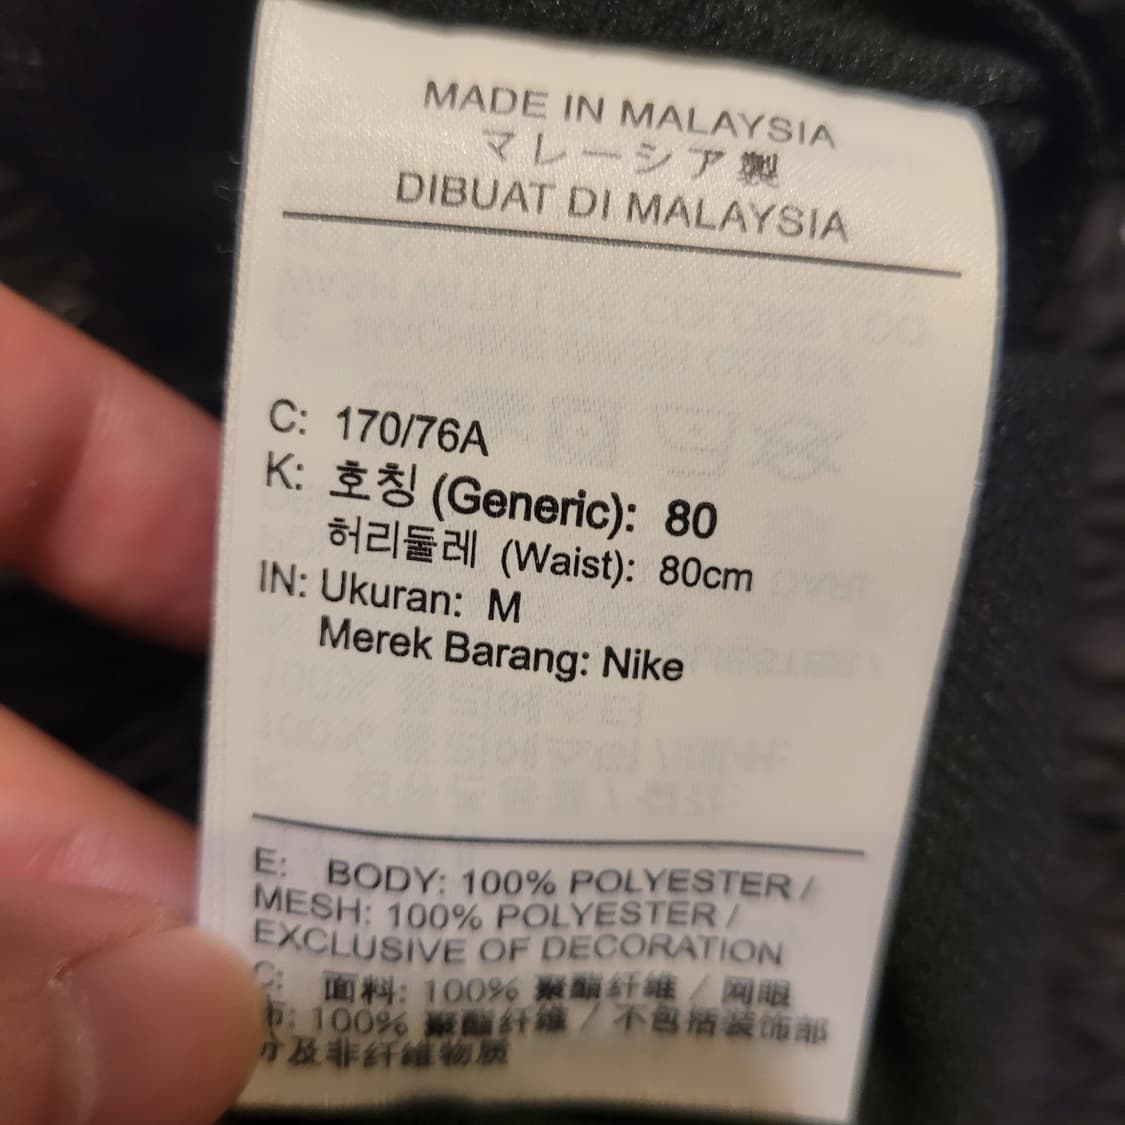 MADE IN MALAYSIA
マレーシア製
DIBUAT DI MALAYSIA
C: 170/76A
K: 호칭 (Generic): 80
허리둘레 (Waist): 80cm
IN: Ukuran: M
Merek Barang: Nike
E: BODY: 100% POLYESTER /
MESH: 100% POLYESTER /
EXCLUSIVE OF DECORATION
C: 面料: 100% 聚酯纤维 / 网眼
布: 100% 聚酯纤维 / 不包括装饰部
分及非纤维物质